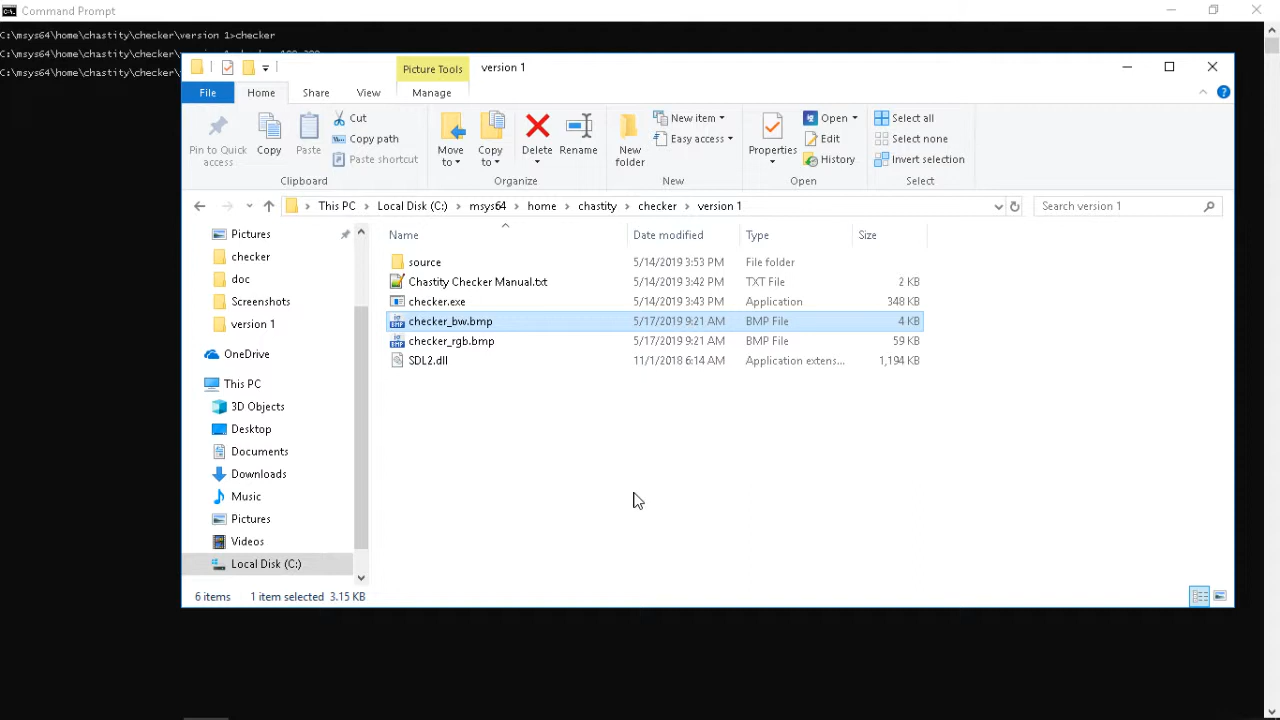 Command Prompt
C:\msys64\home\chastity\checker\version 1>checker
C:\msys64\home\chastity\checker\
C:\msys64\home\chastity\checker\
Picture Tools
version 1
File
Home
Share
View
Manage
Pin to Quick access
Copy
Paste
Cut
Copy path
Paste shortcut
Clipboard
Move to
Copy to
Delete
Rename
Organize
New folder
New item
Easy access
New
Properties
Open
Edit
History
Open
Select all
Select none
Invert selection
Select
This PC > Local Disk (C:) > msys64 > home > chastity > checker > version 1
Search version 1
Pictures
checker
doc
Screenshots
version 1
OneDrive
This PC
3D Objects
Desktop
Documents
Downloads
Music
Pictures
Videos
Local Disk (C:)
Name Date modified Type Size
source 5/14/2019 3:53 PM File folder
Chastity Checker Manual.txt 5/14/2019 3:42 PM TXT File 2 KB
checker.exe 5/14/2019 3:43 PM Application 348 KB
checker_bw.bmp 5/17/2019 9:21 AM BMP File 4 KB
checker_rgb.bmp 5/17/2019 9:21 AM BMP File 59 KB
SDL2.dll 11/1/2018 6:14 AM Application extens... 1,194 KB
6 items 1 item selected 3.15 KB